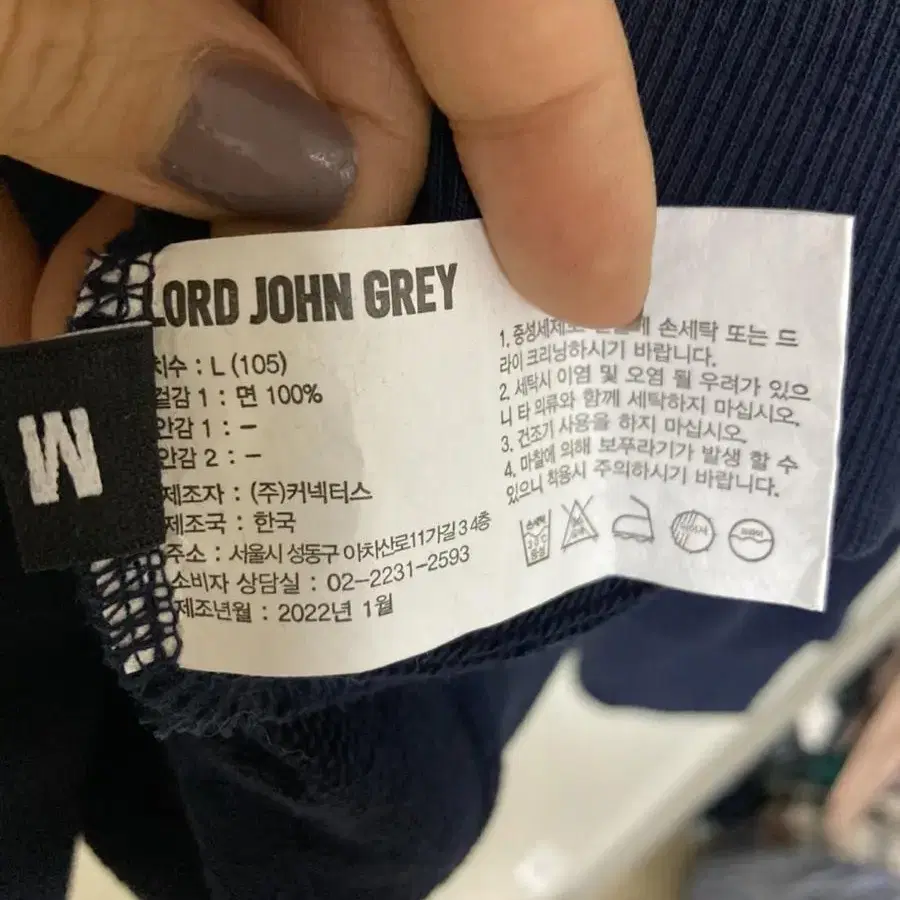 LORD JOHN GREY
치수 : L (105)
겉감 1 : 면 100%
안감 1 : –
안감 2 : –
제조자 : (주)커넥터스
제조국 : 한국
주소 : 서울시 성동구 아차산로11가길 3 4층
소비자 상담실 : 02-2231-2593
제조년월 : 2022년 1월
M
1. 중성세제로 손세탁 또는 드
라이 크리닝하시기 바랍니다.
2. 세탁시 이염 및 오염 될 우려가 있으
니 타 의류와 함께 세탁하지 마십시오.
3. 건조기 사용을 하지 마십시오.
4. 마찰에 의해 보푸라기가 발생 할 수
있으니 착용시 주의하시기 바랍니다.
손세탁
30℃
중성